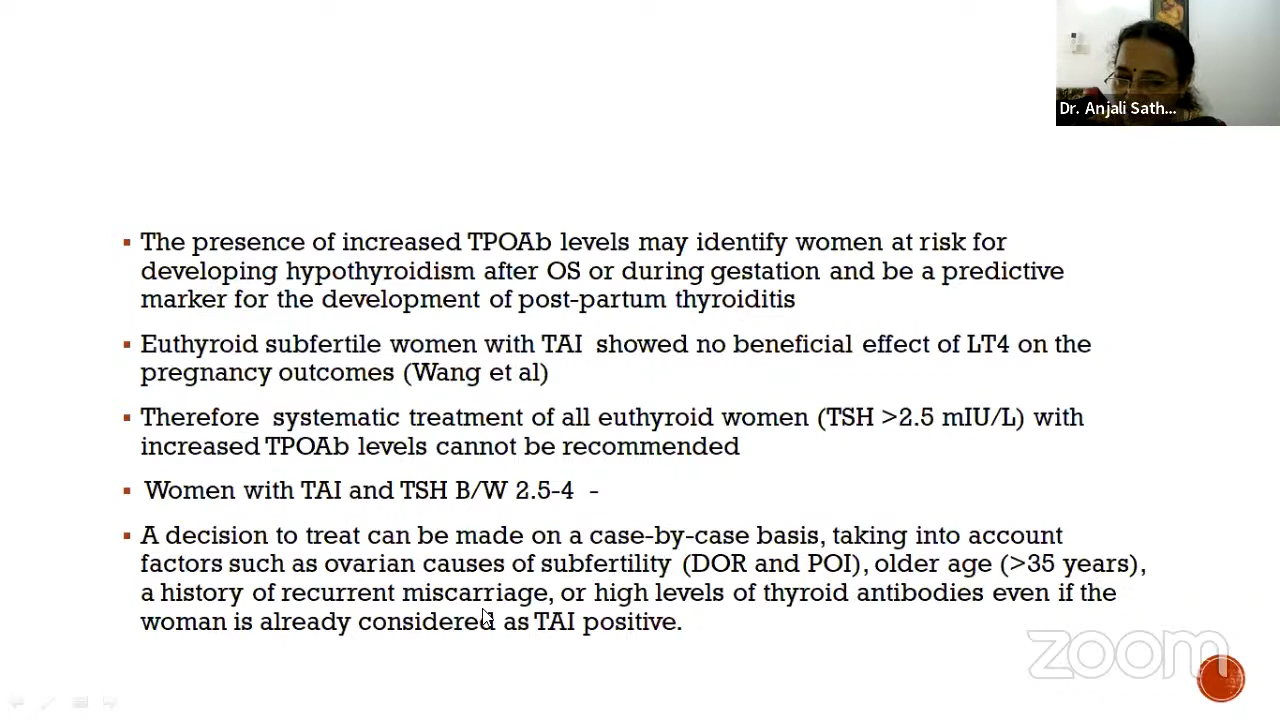 Dr. Anjali Sath...
▪ The presence of increased TPOAb levels may identify women at risk for
developing hypothyroidism after OS or during gestation and be a predictive
marker for the development of post-partum thyroiditis
▪ Euthyroid subfertile women with TAI showed no beneficial effect of LT4 on the
pregnancy outcomes (Wang et al)
▪ Therefore systematic treatment of all euthyroid women (TSH >2.5 mIU/L) with
increased TPOAb levels cannot be recommended
▪ Women with TAI and TSH B/W 2.5-4 -
▪ A decision to treat can be made on a case-by-case basis, taking into account
factors such as ovarian causes of subfertility (DOR and POI), older age (>35 years),
a history of recurrent miscarriage, or high levels of thyroid antibodies even if the
woman is already considered as TAI positive.
zoom